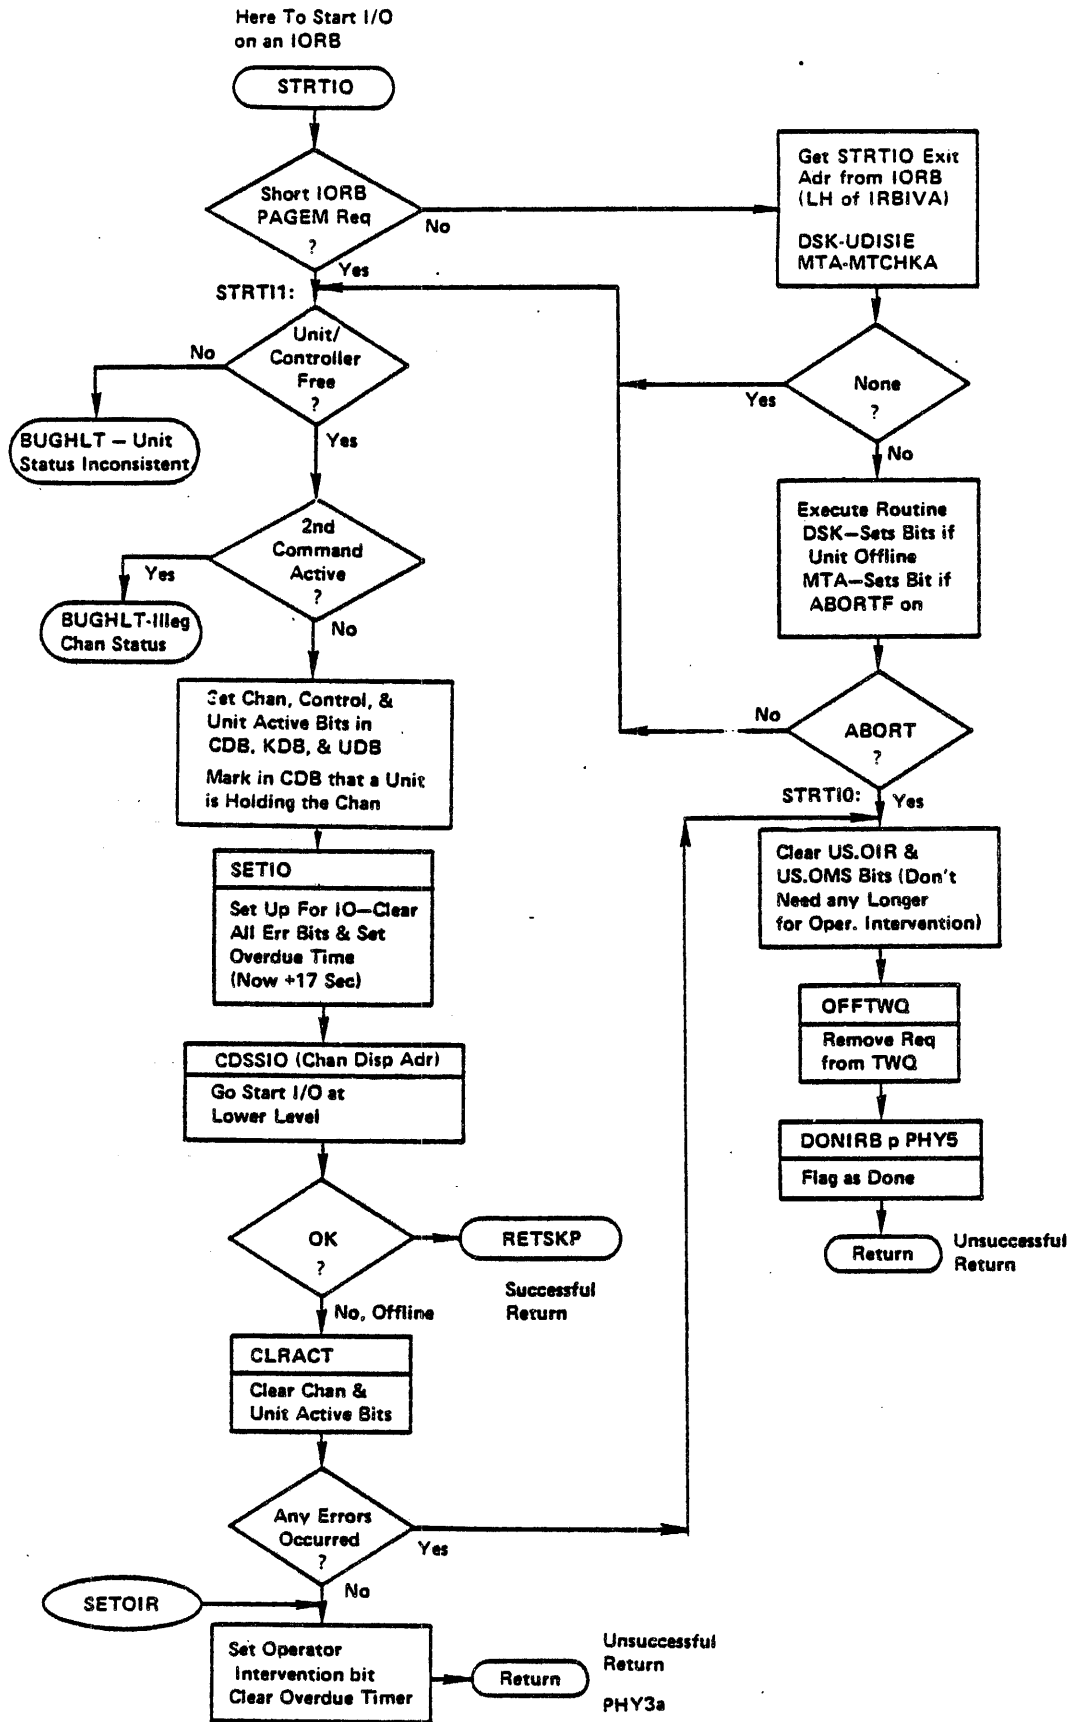 Here To Start I/O
on an IORB
STRTIO
Short IORB
PAGEM Req
?
No
Yes
Get STRTIO Exit
Adr from IORB
(LH of IRBIVA)
DSK-UDISIE
MTA-MTCHKA
STRTI1:
Unit/
Controller
Free
?
No
Yes
None
?
Yes
No
BUGHLT – Unit
Status Inconsistent
2nd
Command
Active
?
Yes
No
Execute Routine
DSK–Sets Bits if
Unit Offline
MTA–Sets Bit if
ABORTF on
BUGHLT-Illeg
Chan Status
Set Chan, Control, &
Unit Active Bits in
CDB, KDB, & UDB
Mark in CDB that a Unit
is Holding the Chan
ABORT
?
No
Yes
STRTI0:
SETIO
Set Up For IO–Clear
All Err Bits & Set
Overdue Time
(Now +17 Sec)
Clear US.OIR &
US.OMS Bits (Don't
Need any Longer
for Oper. Intervention)
OFFTWQ
Remove Req
from TWQ
CDSSIO (Chan Disp Adr)
Go Start I/O at
Lower Level
DONIRB p PHY5
Flag as Done
OK
?
RETSKP
Successful
Return
Return
Unsuccessful
Return
No, Offline
CLRACT
Clear Chan &
Unit Active Bits
Any Errors
Occurred
?
Yes
No
SETOIR
Set Operator
Intervention bit
Clear Overdue Timer
Return
Unsuccessful
Return
PHY3a